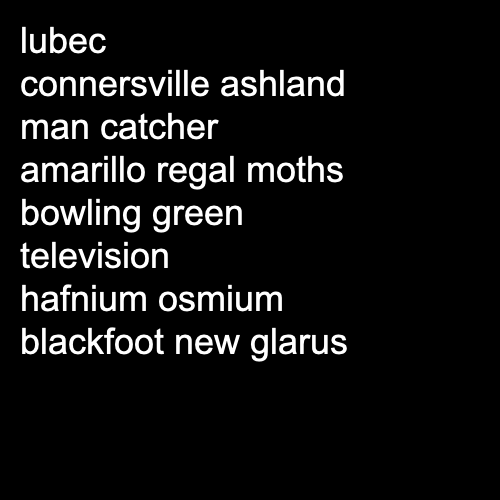 lubec
connersville ashland
man catcher
amarillo regal moths
bowling green
television
hafnium osmium
blackfoot new glarus